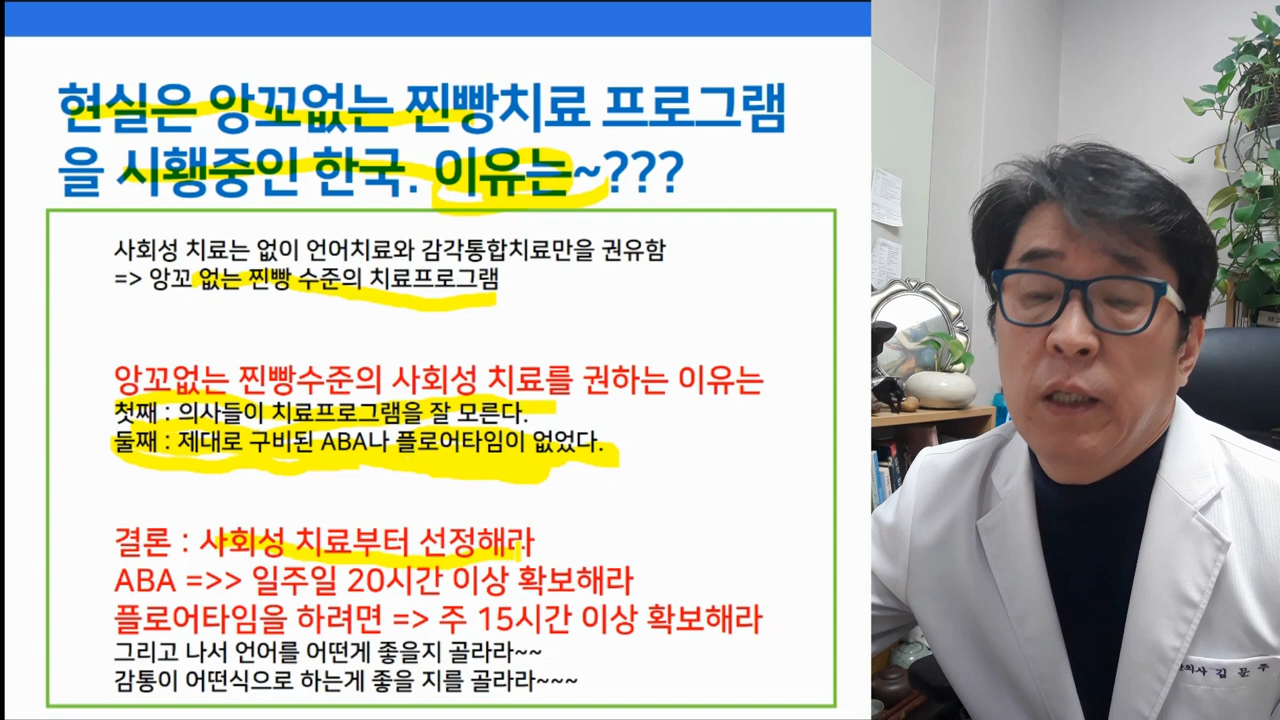 현실은 앙꼬없는 찐빵치료 프로그램
을 시행중인 한국. 이유는~???
사회성 치료는 없이 언어치료와 감각통합치료만을 권유함
=> 앙꼬 없는 찐빵 수준의 치료프로그램
앙꼬없는 찐빵수준의 사회성 치료를 권하는 이유는
첫째 : 의사들이 치료프로그램을 잘 모른다.
둘째 : 제대로 구비된 ABA나 플로어타임이 없었다.
결론 : 사회성 치료부터 선정해라
ABA =>> 일주일 20시간 이상 확보해라
플로어타임을 하려면 => 주 15시간 이상 확보해라
그리고 나서 언어를 어떤게 좋을지 골라라~~
감통이 어떤식으로 하는게 좋을 지를 골라라~~~
한의사 김문주